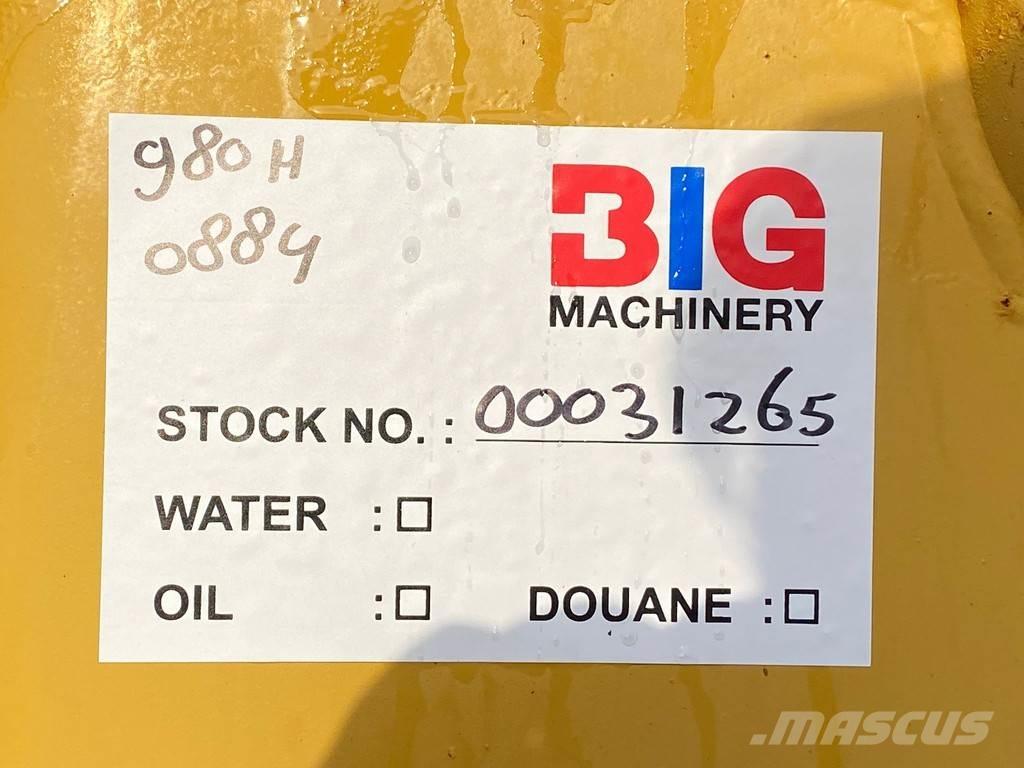 980H
0884
BIG
MACHINERY
STOCK NO. : 00031265
WATER :
OIL :
DOUANE :
.MASCUS